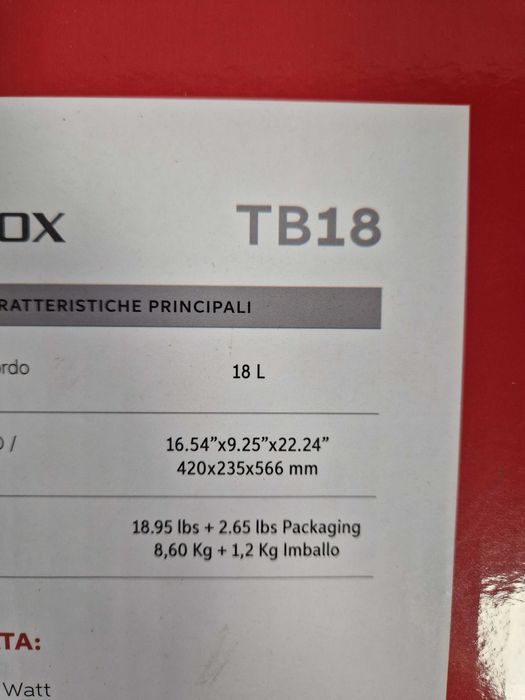 OX TB18
RATTERISTICHE PRINCIPALI
ordo 18 L
) /
16.54”x9.25”x22.24”
420x235x566 mm
18.95 lbs + 2.65 lbs Packaging
8,60 Kg + 1,2 Kg Imballo
TA:
Watt